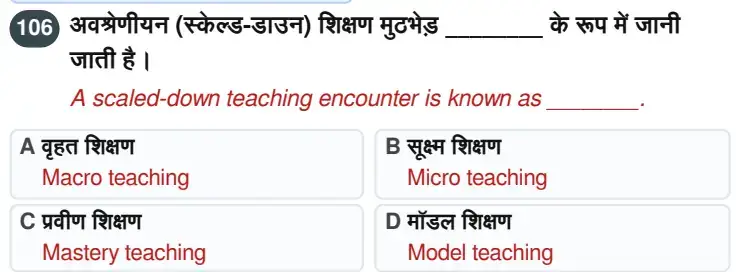 106 अवश्रेणीयन (स्केल्ड-डाउन) शिक्षण मुठभेड़ ________ के रूप में जानी
जाती है।
A scaled-down teaching encounter is known as ________.
A वृहत शिक्षण
Macro teaching
B सूक्ष्म शिक्षण
Micro teaching
C प्रवीण शिक्षण
Mastery teaching
D मॉडल शिक्षण
Model teaching